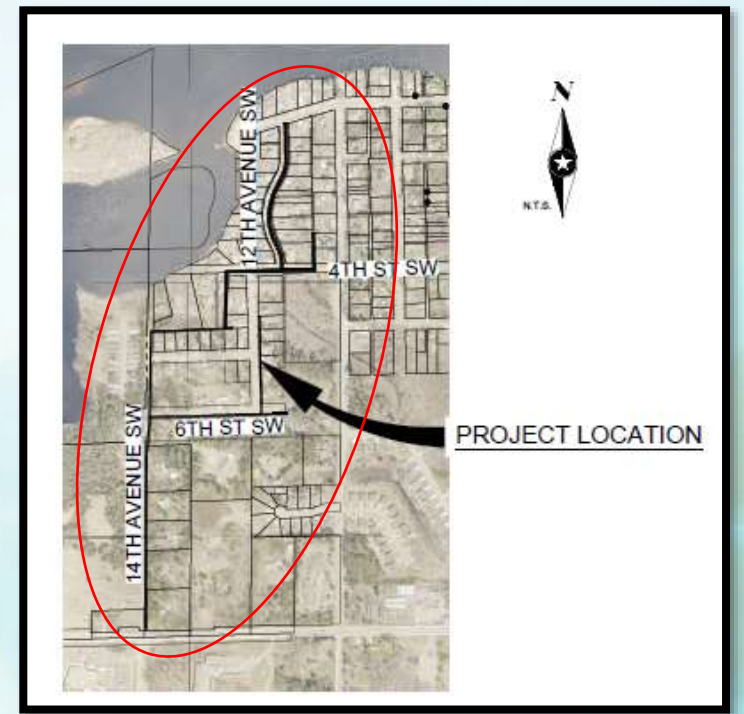 N
N.T.S.
12TH AVENUE SW
4TH ST SW
6TH ST SW
14TH AVENUE SW
PROJECT LOCATION